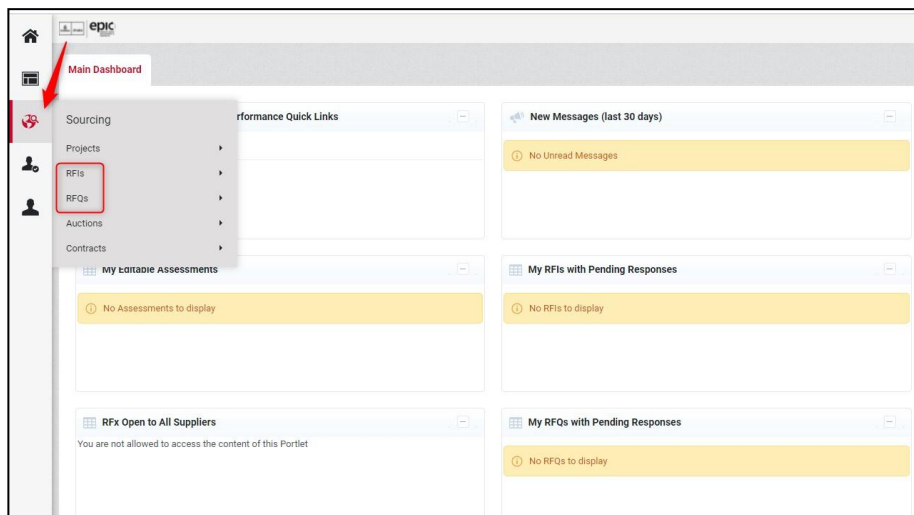 epic
Main Dashboard
Sourcing
Projects
RFIs
RFQs
Auctions
Contracts
rformance Quick Links
New Messages (last 30 days)
No Unread Messages
My Editable Assessments
No Assessments to display
My RFIs with Pending Responses
No RFIs to display
RFx Open to All Suppliers
You are not allowed to access the content of this Portlet
My RFQs with Pending Responses
No RFQs to display